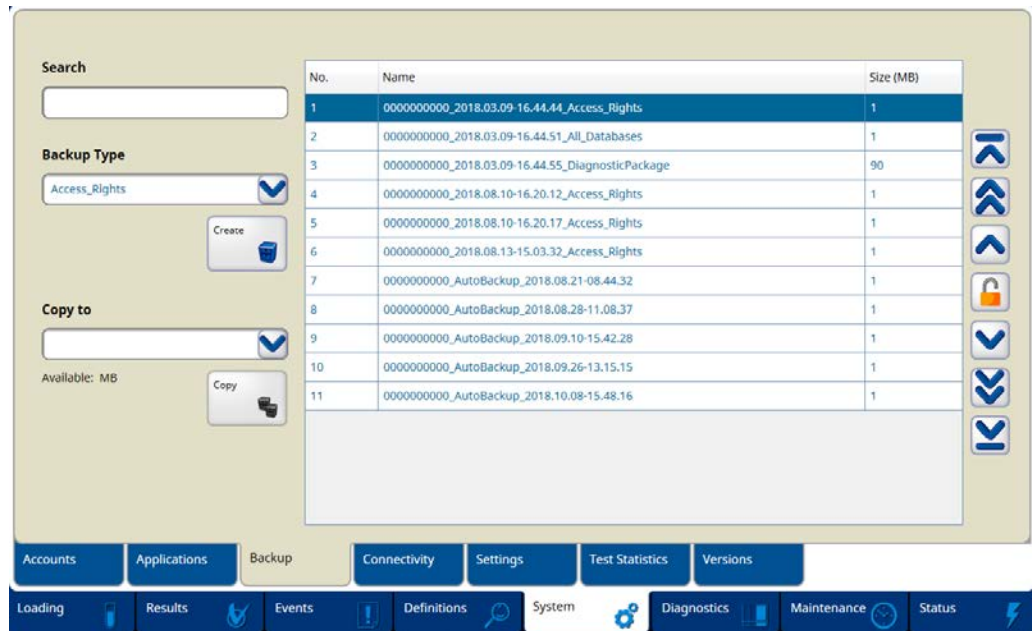 Search
Backup Type
Access_Rights
Create
Copy to
Available: MB
Copy
No. Name Size (MB)
1 0000000000_2018.03.09-16.44.44_Access_Rights 1
2 0000000000_2018.03.09-16.44.51_All_Databases 1
3 0000000000_2018.03.09-16.44.55_DiagnosticPackage 90
4 0000000000_2018.08.10-16.20.12_Access_Rights 1
5 0000000000_2018.08.10-16.20.17_Access_Rights 1
6 0000000000_2018.08.13-15.03.32_Access_Rights 1
7 0000000000_AutoBackup_2018.08.21-08.44.32 1
8 0000000000_AutoBackup_2018.08.28-11.08.37 1
9 0000000000_AutoBackup_2018.09.10-15.42.28 1
10 0000000000_AutoBackup_2018.09.26-13.15.15 1
11 0000000000_AutoBackup_2018.10.08-15.48.16 1
Accounts Applications Backup Connectivity Settings Test Statistics Versions
Loading Results Events Definitions System Diagnostics Maintenance Status